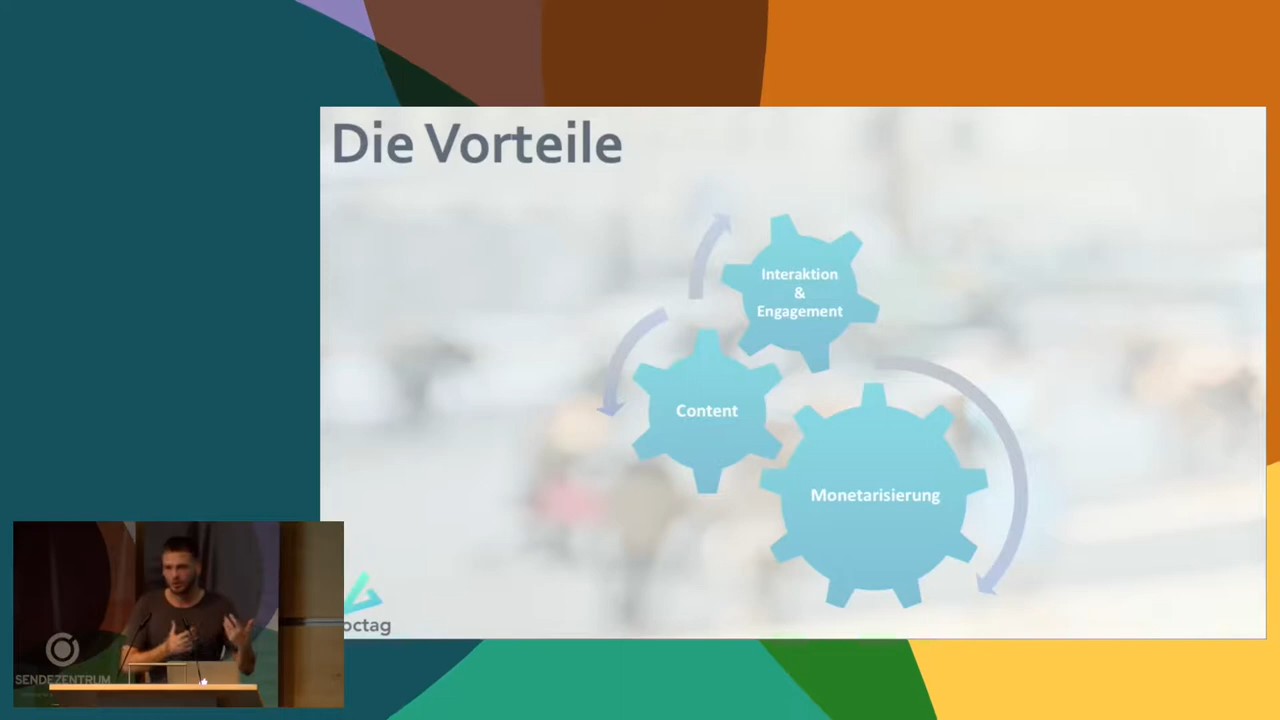 Die Vorteile
Interaktion
&
Engagement
Content
Monetarisierung
octag
SENDEZENTRUM